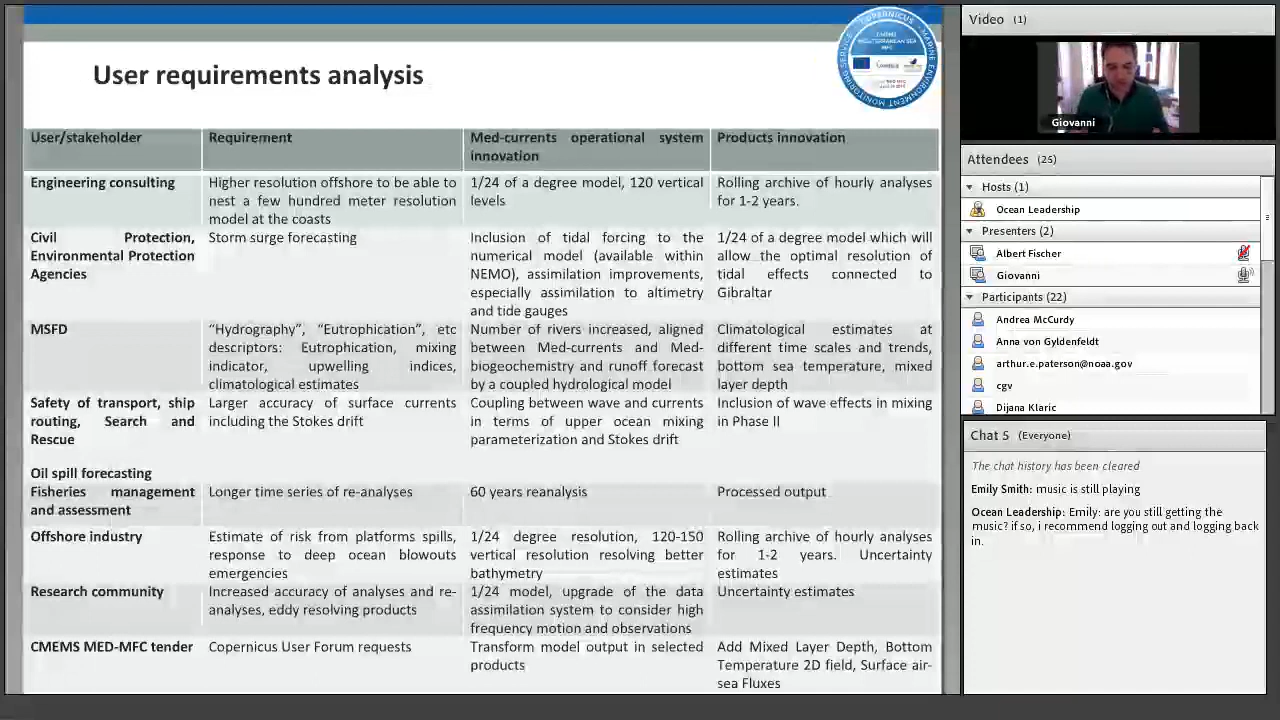 User requirements analysis
COPERNICUS - MARINE ENVIRONMENT MONITORING SERVICE
User/stakeholder
Requirement
Med-currents operational system
innovation
Products innovation
Engineering consulting
Higher resolution offshore to be able to
nest a few hundred meter resolution
model at the coasts
1/24 of a degree model, 120 vertical
levels
Rolling archive of hourly analyses
for 1-2 years.
Civil Protection,
Environmental Protection
Agencies
Storm surge forecasting
Inclusion of tidal forcing to the
numerical model (available within
NEMO), assimilation improvements,
especially assimilation to altimetry
and tide gauges
1/24 of a degree model which will
allow the optimal resolution of
tidal effects connected to
Gibraltar
MSFD
“Hydrography”, “Eutrophication”, etc
descriptors: Eutrophication, mixing
indicator, upwelling indices,
climatological estimates
Number of rivers increased, aligned
between Med-currents and Med-
biogeochemistry and runoff forecast
by a coupled hydrological model
Climatological estimates at
different time scales and trends,
bottom sea temperature, mixed
layer depth
Safety of transport, ship
routing, Search and
Rescue
Oil spill forecasting
Larger accuracy of surface currents
including the Stokes drift
Coupling between wave and currents
in terms of upper ocean mixing
parameterization and Stokes drift
Inclusion of wave effects in mixing
in Phase II
Fisheries management
and assessment
Longer time series of re-analyses
60 years reanalysis
Processed output
Offshore industry
Estimate of risk from platforms spills,
response to deep ocean blowouts
emergencies
1/24 degree resolution, 120-150
vertical resolution resolving better
bathymetry
Rolling archive of hourly analyses
for 1-2 years. Uncertainty
estimates
Research community
Increased accuracy of analyses and re-
analyses, eddy resolving products
1/24 model, upgrade of the data
assimilation system to consider high
frequency motion and observations
Uncertainty estimates
CMEMS MED-MFC tender
Copernicus User Forum requests
Transform model output in selected
products
Add Mixed Layer Depth, Bottom
Temperature 2D field, Surface air-
sea Fluxes
Video (1)
Giovanni
Attendees (25)
Hosts (1)
Ocean Leadership
Presenters (2)
Albert Fischer
Giovanni
Participants (22)
Andrea McCurdy
Anna von Gyldenfeldt
arthur.e.paterson@noaa.gov
cgv
Dijana Klaric
Chat 5 (Everyone)
The chat history has been cleared
Emily Smith: music is still playing
Ocean Leadership: Emily: are you still getting the
music? if so, i recommend logging out and logging back
in.